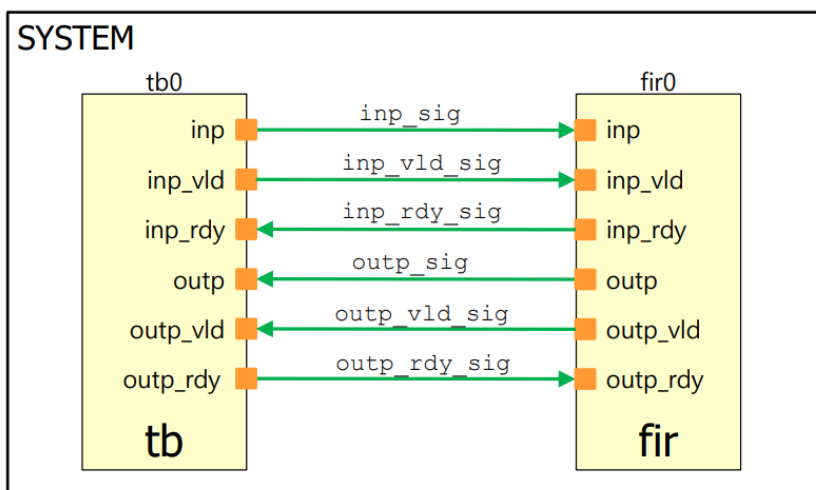 SYSTEM
tb0 fir0
inp inp_sig inp
inp_vld inp_vld_sig inp_vld
inp_rdy inp_rdy_sig inp_rdy
outp outp_sig outp
outp_vld outp_vld_sig outp_vld
outp_rdy outp_rdy_sig outp_rdy
tb fir